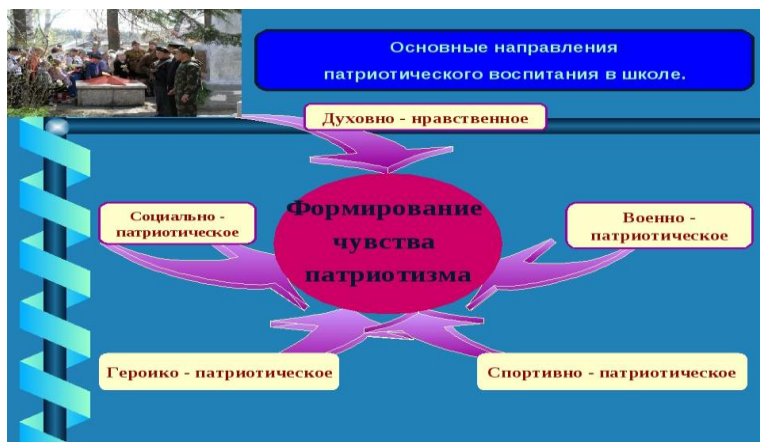 Основные направления
патриотического воспитания в школе.
Духовно - нравственное
Социально -
патриотическое
Формирование
чувства
патриотизма
Военно -
патриотическое
Героико - патриотическое
Спортивно - патриотическое